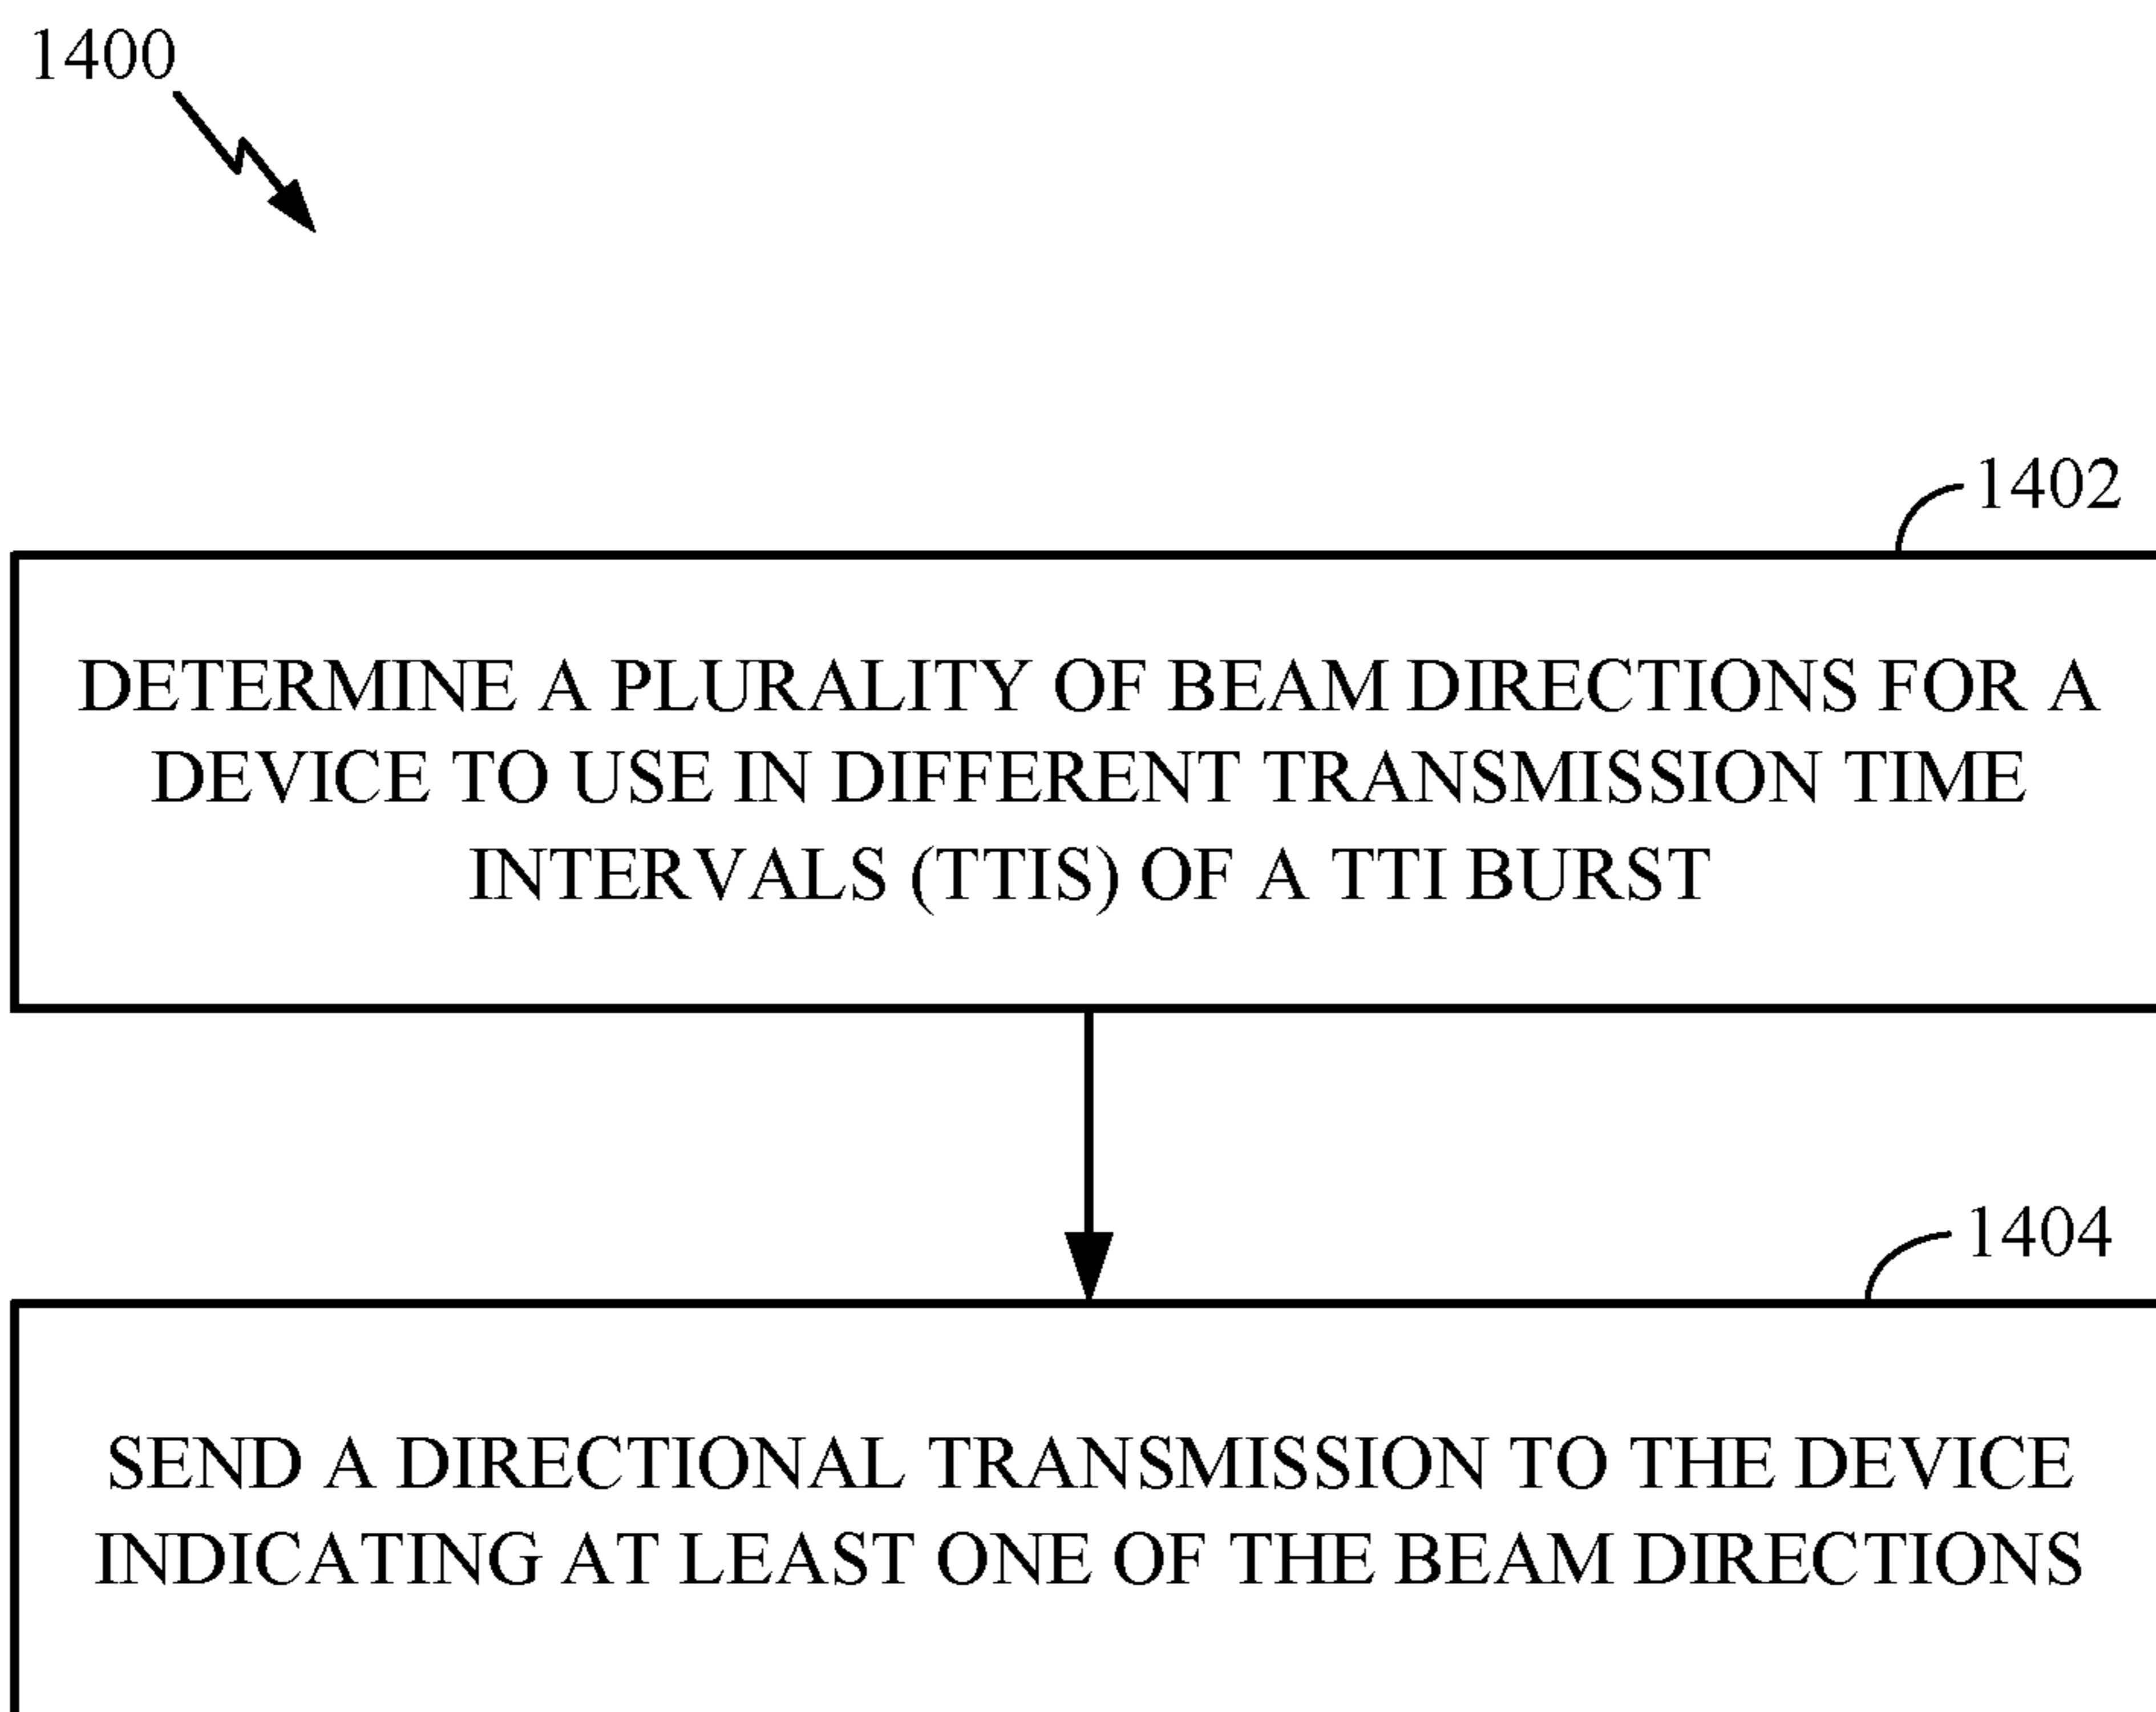 1400
1402
DETERMINE A PLURALITY OF BEAM DIRECTIONS FOR A
DEVICE TO USE IN DIFFERENT TRANSMISSION TIME
INTERVALS (TTIS) OF A TTI BURST
1404
SEND A DIRECTIONAL TRANSMISSION TO THE DEVICE
INDICATING AT LEAST ONE OF THE BEAM DIRECTIONS